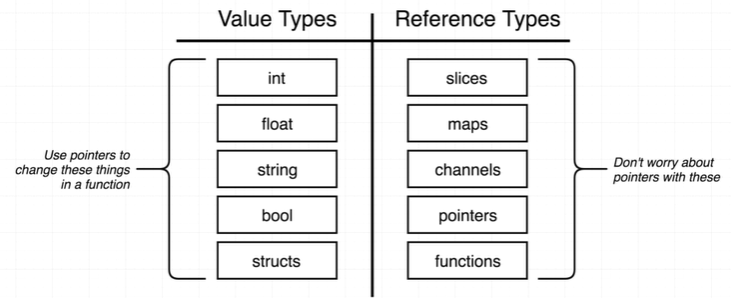 Value Types
Reference Types
int
slices
float
maps
string
channels
bool
pointers
structs
functions
Use pointers to
change these things
in a function
Don't worry about
pointers with these